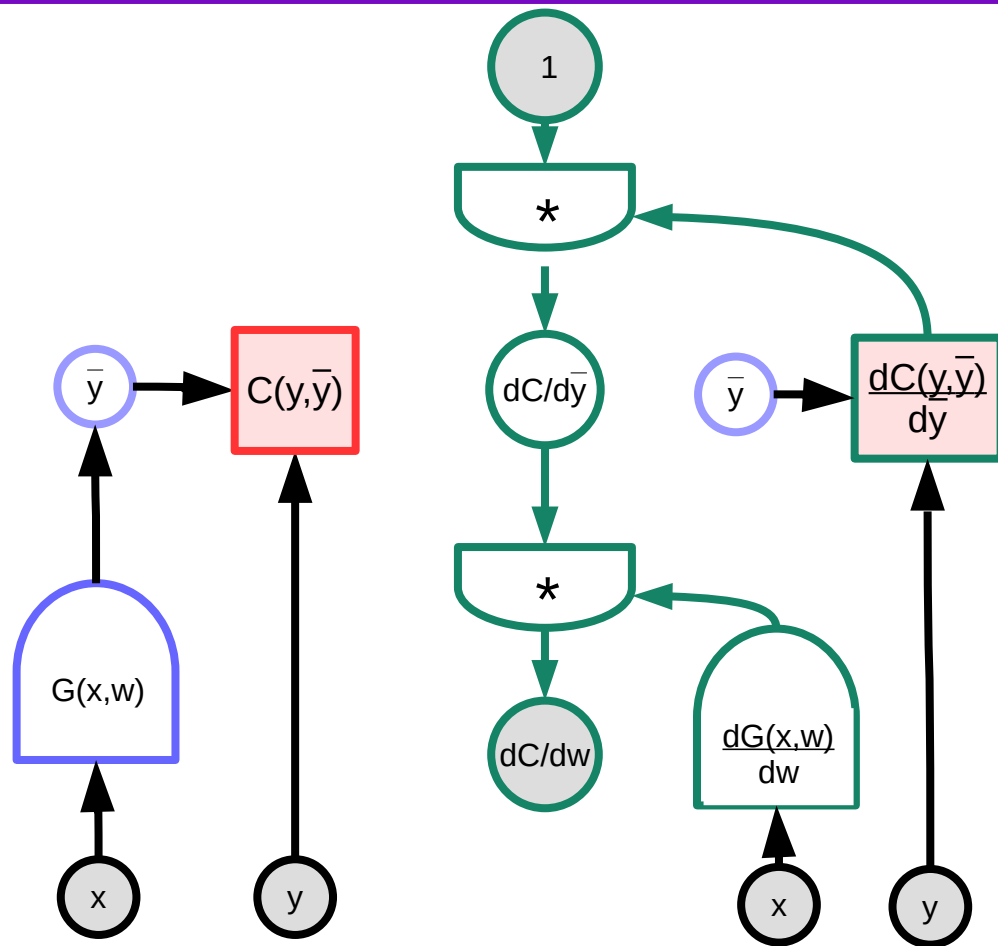 1
*
ȳ
C(y,ȳ)
dC/dȳ
ȳ
dC(y,ȳ)
dȳ
*
G(x,w)
dC/dw
dG(x,w)
dw
x
y
x
y